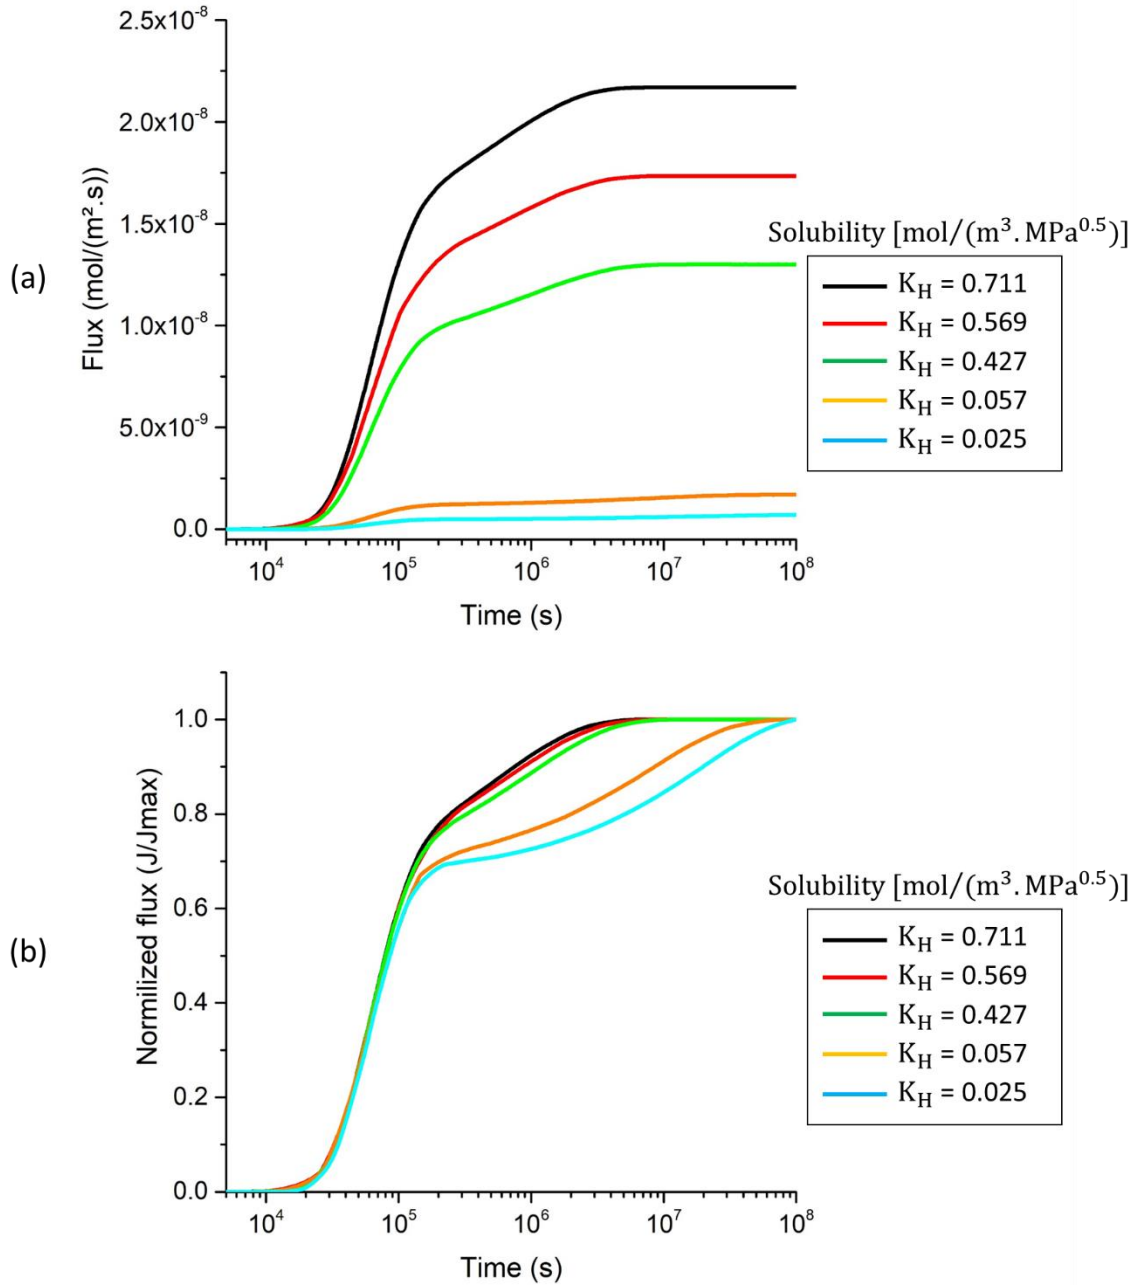 (a)
Flux (mol/(m².s))
2.5x10⁻⁸
2.0x10⁻⁸
1.5x10⁻⁸
1.0x10⁻⁸
5.0x10⁻⁹
0.0
10⁴ 10⁵ 10⁶ 10⁷ 10⁸
Time (s)
Solubility [mol/(m³. MPa⁰·⁵)]
K_H = 0.711
K_H = 0.569
K_H = 0.427
K_H = 0.057
K_H = 0.025
(b)
Normilized flux (J/Jmax)
1.0
0.8
0.6
0.4
0.2
0.0
10⁴ 10⁵ 10⁶ 10⁷ 10⁸
Time (s)
Solubility [mol/(m³. MPa⁰·⁵)]
K_H = 0.711
K_H = 0.569
K_H = 0.427
K_H = 0.057
K_H = 0.025